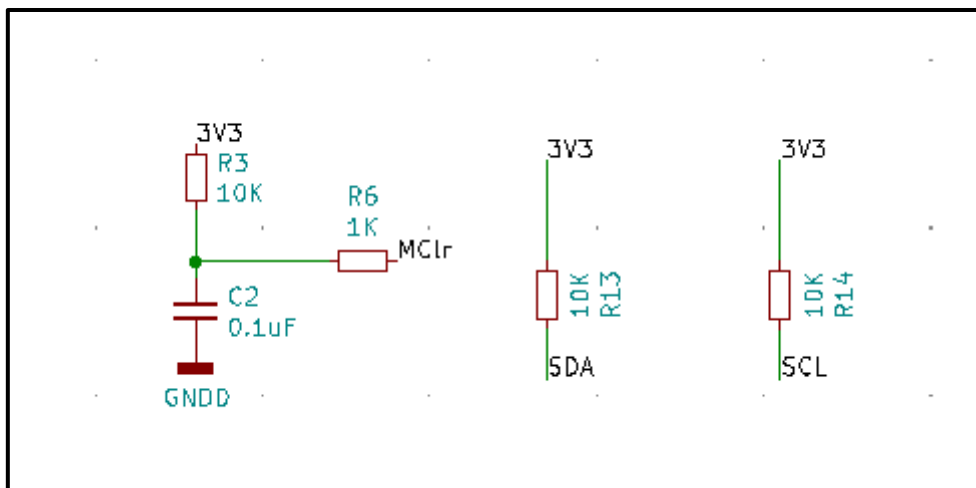 3V3
R3
10K
R6
1K
MClr
C2
0.1uF
GNDD
3V3
10K
R13
SDA
3V3
10K
R14
SCL